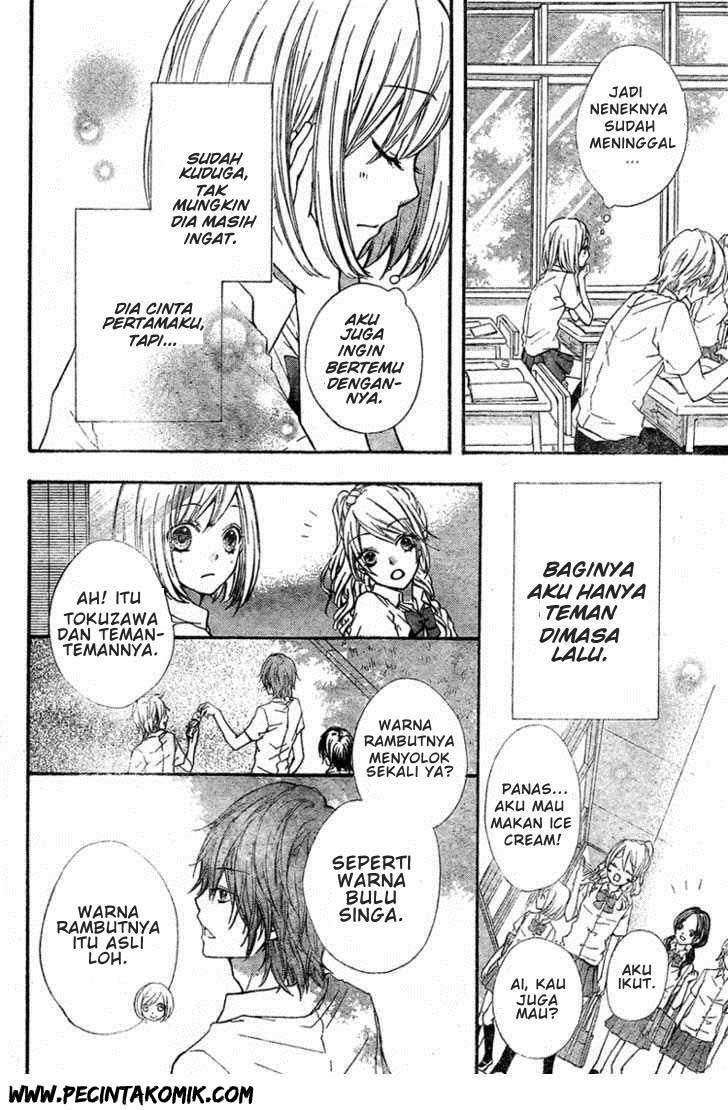 JADI
NENEKNYA
SUDAH
MENINGGAL
...
AKU
JUGA
INGIN
BERTEMU
DENGAN-
NYA.
SUDAH
KUDUGA,
TAK
MUNGKIN
DIA MASIH
INGAT.
DIA CINTA
PERTAMAKU,
TAPI...
BAGINYA
AKU HANYA
TEMAN
DIMASA
LALU.
PANAS...
AKU MAU
MAKAN ICE
CREAM!
AKU
IKUT.
AI, KAU
JUGA
MAU?
AH! ITU
TOKUZAWA
DAN TEMAN-
TEMANNYA.
WARNA
RAMBUTNYA
MENYOLOK
SEKALI YA?
SEPERTI
WARNA
BULU
SINGA.
WARNA
RAMBUTNYA
ITU ASLI
LOH.
WWW.PECINTAKOMIK.COM